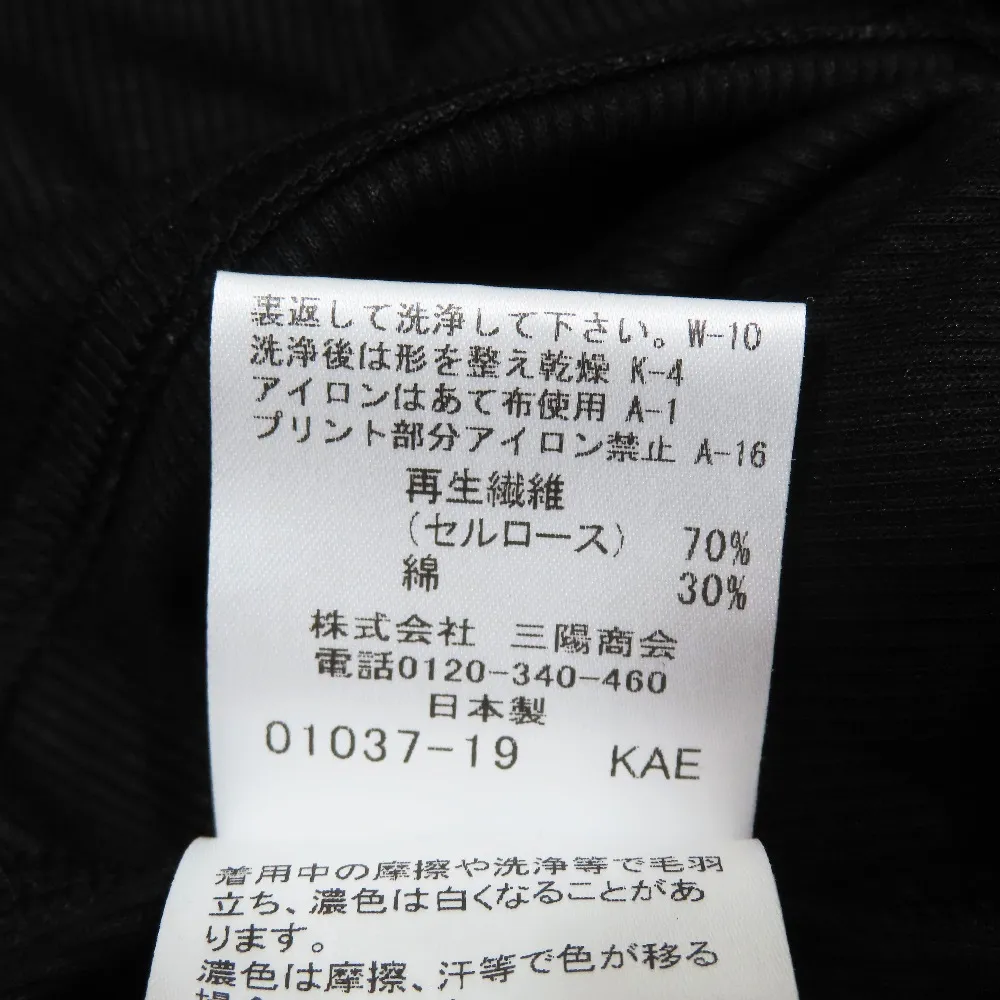 裏返して洗浄して下さい。W-10
洗浄後は形を整え乾燥 K-4
アイロンはあて布使用 A-1
プリント部分アイロン禁止 A-16
再生繊維
(セルロース) 70%
綿 30%
株式会社 三陽商会
電話0120-340-460
日本製
01037-19 KAE
着用中の摩擦や洗浄等で毛羽
立ち、濃色は白くなることがあ
ります。
濃色は摩擦、汗等で色が移る